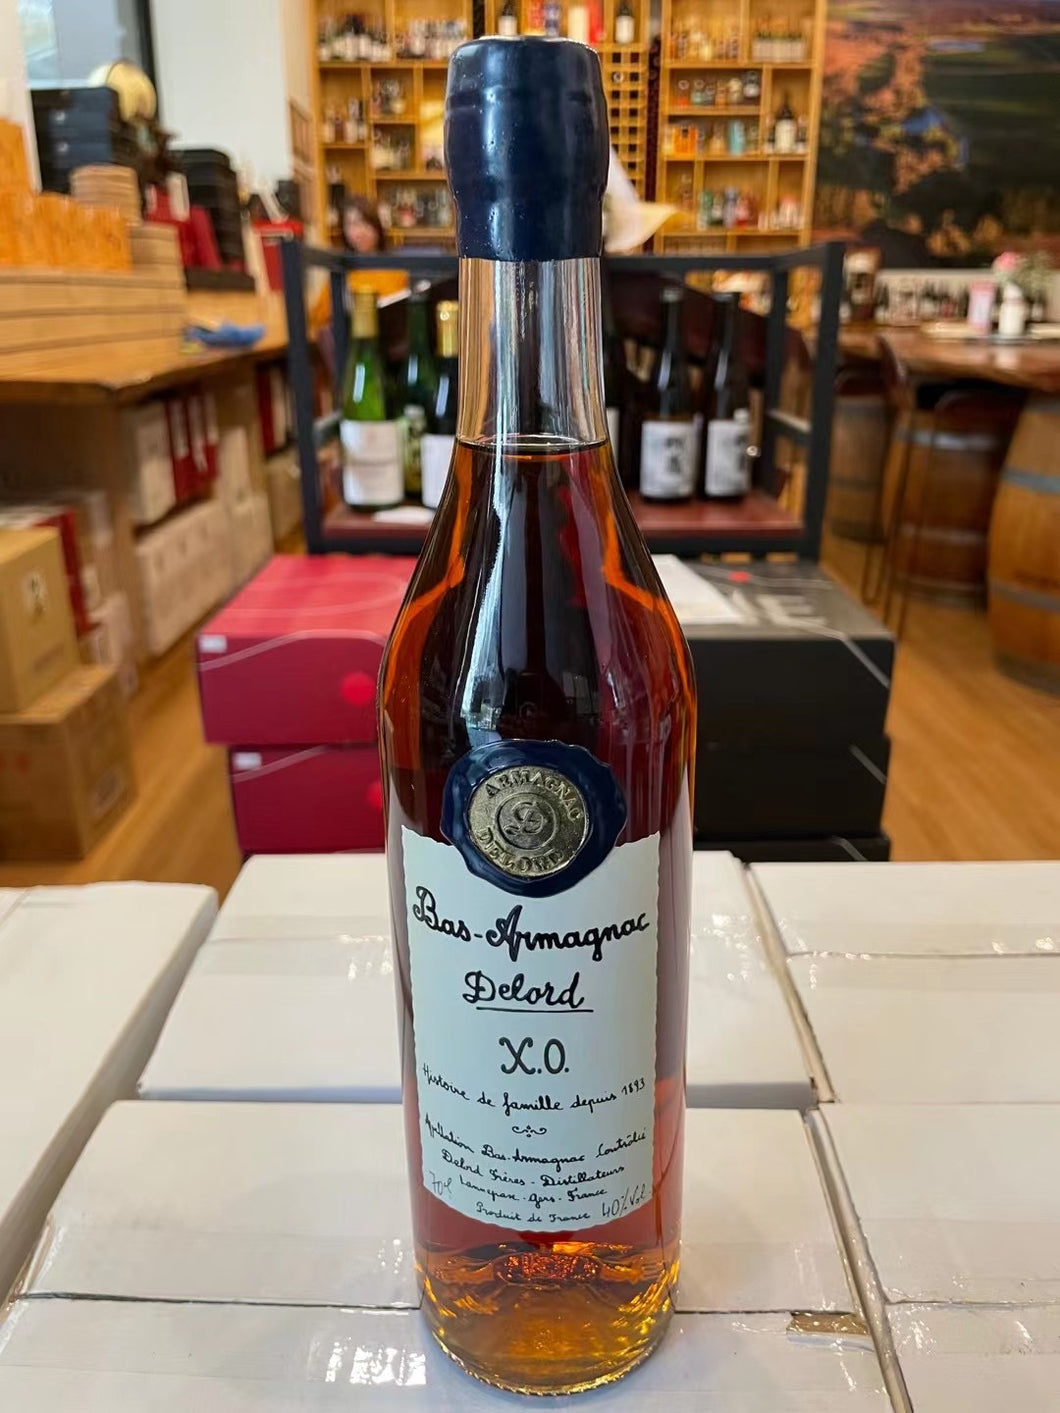 ARMAGNAC
DELORD
Bas-Armagnac
Delord
X.O.
Histoire de famille depuis 1893
Appellation Bas-Armagnac Contrôlée
Delord Frères - Distillateurs
Lannepax - Gers - France
Produit de France
70cl
40%Vol.